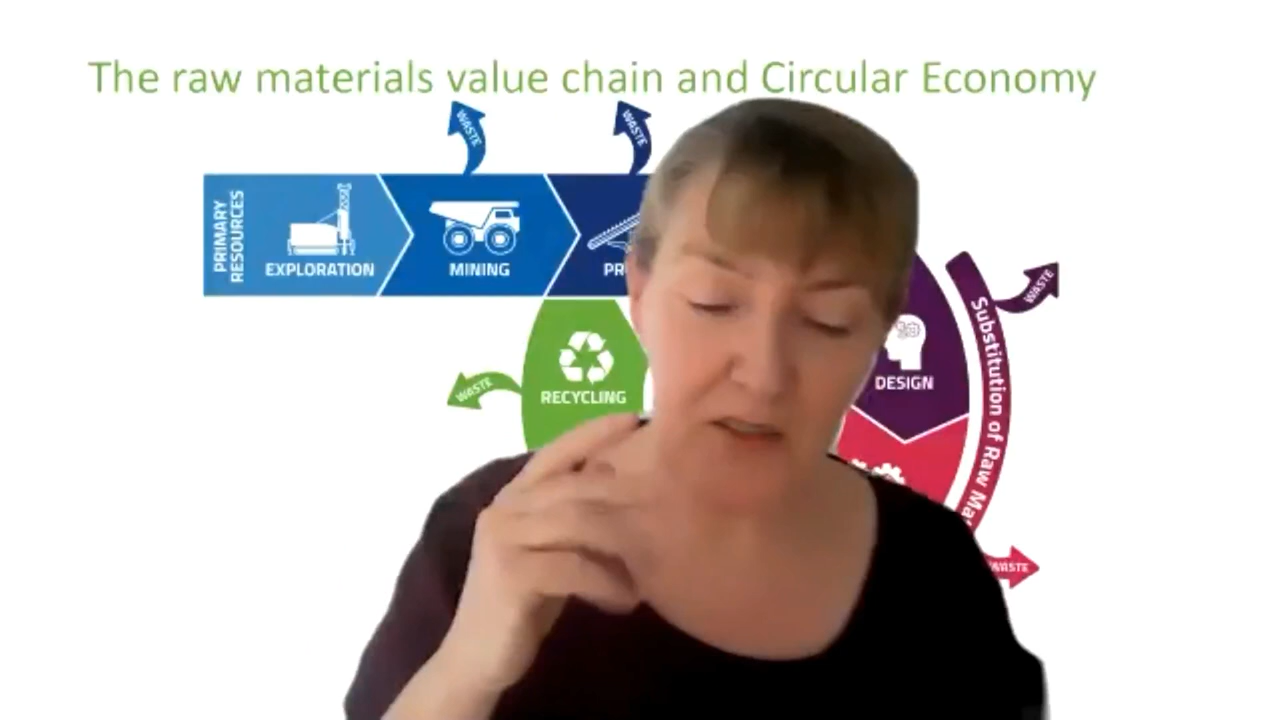 The raw materials value chain and Circular Economy
WASTE
WASTE
PRIMARY
RESOURCES
EXPLORATION
MINING
WASTE
Substitution of Raw
RECYCLING
WASTE
DESIGN
WASTE